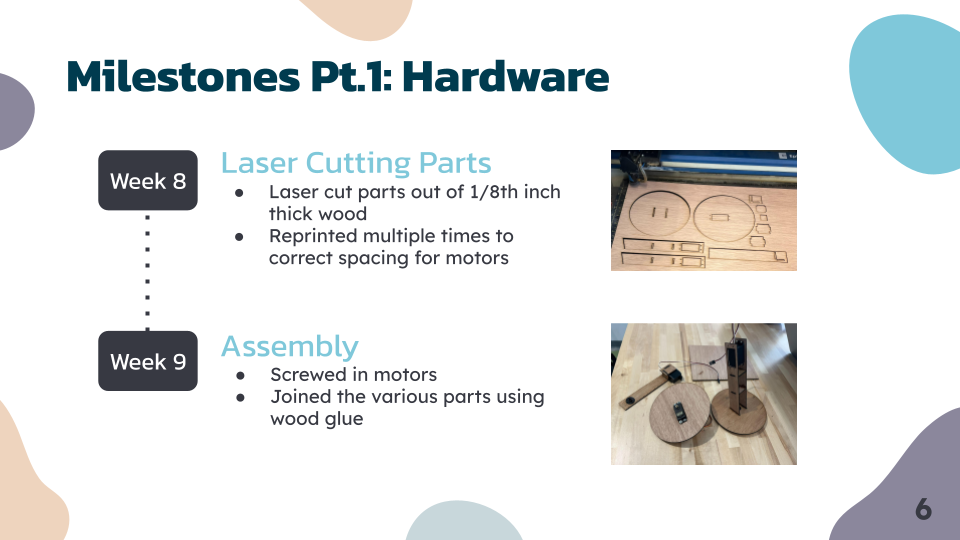 Milestones Pt.1: Hardware
Week 8
Laser Cutting Parts
● Laser cut parts out of 1/8th inch
thick wood
● Reprinted multiple times to
correct spacing for motors
Week 9
Assembly
● Screwed in motors
● Joined the various parts using
wood glue
6